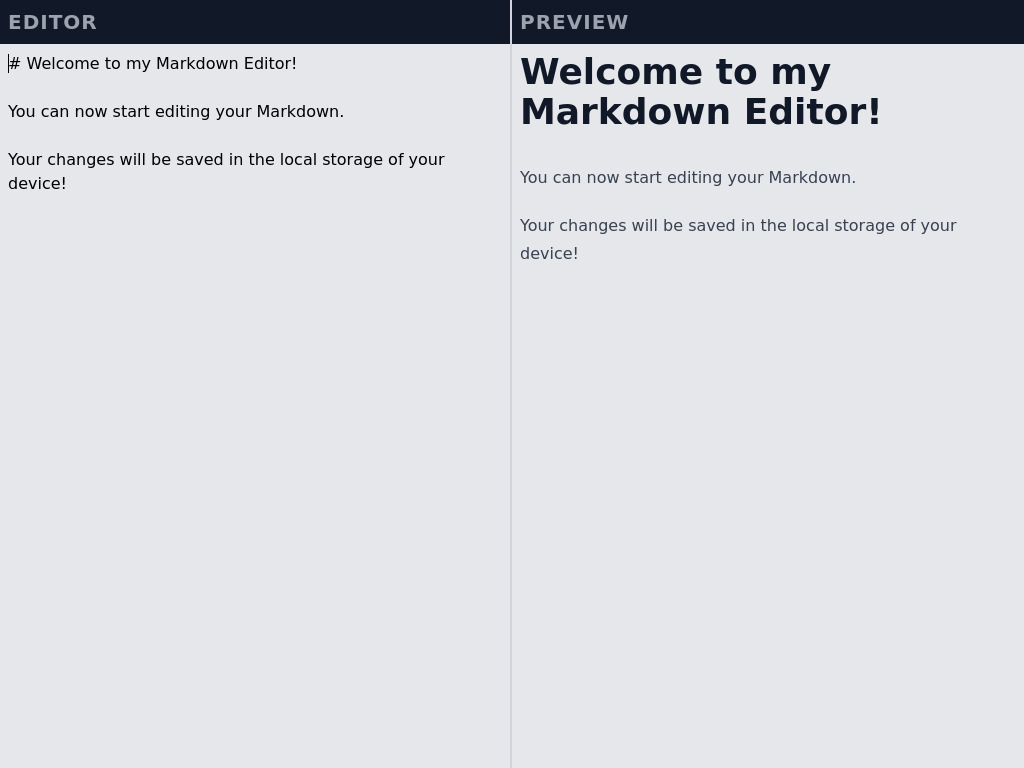 EDITOR
# Welcome to my Markdown Editor!
You can now start editing your Markdown.
Your changes will be saved in the local storage of your
device!
PREVIEW
Welcome to my
Markdown Editor!
You can now start editing your Markdown.
Your changes will be saved in the local storage of your
device!